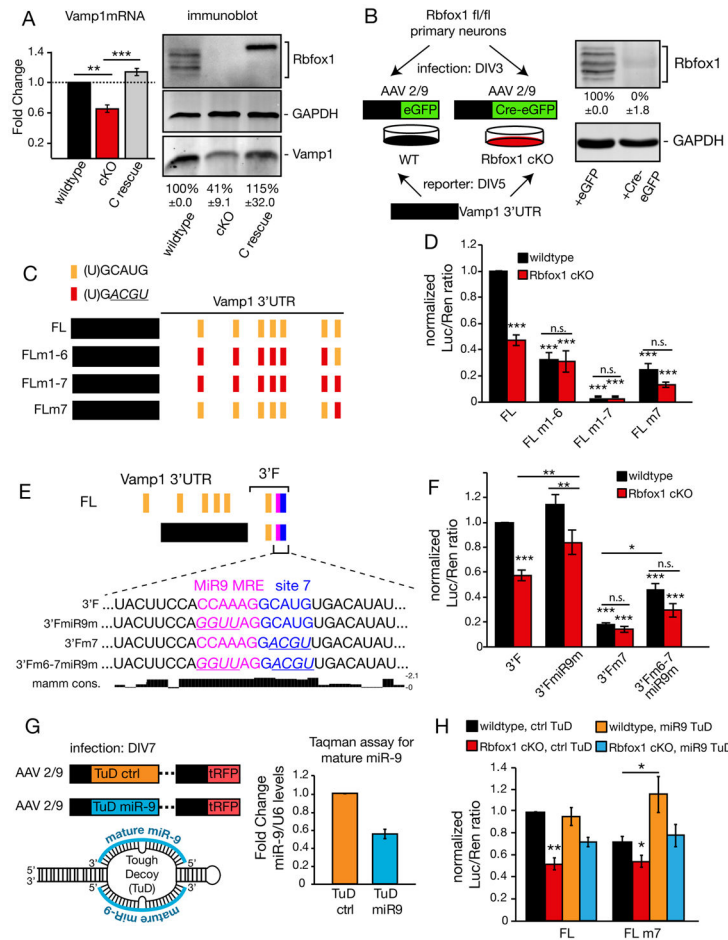 A
Vamp1mRNA
Fold Change
1.4
1.0
0.6
0.2
**
***
wildtype
cKO
C rescue
immunoblot
Rbfox1
GAPDH
Vamp1
100% 41% 115%
±0.0 ±9.1 ±32.0
wildtype
cKO
C rescue
B
Rbfox1 fl/fl
primary neurons
infection: DIV3
AAV 2/9 AAV 2/9
eGFP Cre-eGFP
WT Rbfox1 cKO
reporter: DIV5
Vamp1 3'UTR
Rbfox1
100% 0%
±0.0 ±1.8
GAPDH
+eGFP
+Cre-
eGFP
C
(U)GCAUG
(U)GACGU
Vamp1 3'UTR
FL
FLm1-6
FLm1-7
FLm7
D
normalized
Luc/Ren ratio
1.4
1.2
1.0
0.8
0.6
0.4
0.2
0
wildtype
Rbfox1 cKO
***
n.s.
*** ***
n.s.
*** ***
n.s.
***
***
FL
FL m1-6
FL m1-7
FL m7
E
Vamp1 3'UTR
3'F
FL
MiR9 MRE site 7
3'F ...UACUUCCACCAAAGGCAUGUGACAUAU...
3'FmiR9m ...UACUUCCAGGUUAGGCAUGUGACAUAU...
3'Fm7 ...UACUUCCACCAAAGGACGUUGACAUAU...
3'Fm6-7miR9m ...UACUUCCAGGUUAGGACGUUGACAUAU...
mamm cons.
-2.1
-0
F
normalized
Luc/Ren ratio
1.4
1.2
1.0
0.8
0.6
0.4
0.2
0
wildtype
Rbfox1 cKO
**
**
***
n.s.
*** ***
*
n.s.
***
***
3'F
3'FmiR9m
3'Fm7
3'Fm6-7
miR9m
G
infection: DIV7
AAV 2/9 TuD ctrl tRFP
AAV 2/9 TuD miR-9 tRFP
mature miR-9
3' 5'
Tough
Decoy
(TuD)
3' 5'
mature miR-9
Taqman assay for
mature miR-9
Fold Change
miR-9/U6 levels
1.0
0.8
0.6
0.4
0.2
0
TuD
ctrl
TuD
miR9
H
wildtype, ctrl TuD
wildtype, miR9 TuD
Rbfox1 cKO, ctrl TuD
Rbfox1 cKO, miR9 TuD
normalized
Luc/Ren ratio
1.4
1.2
1.0
0.8
0.6
0.4
0.2
0
**
*
*
FL
FL m7